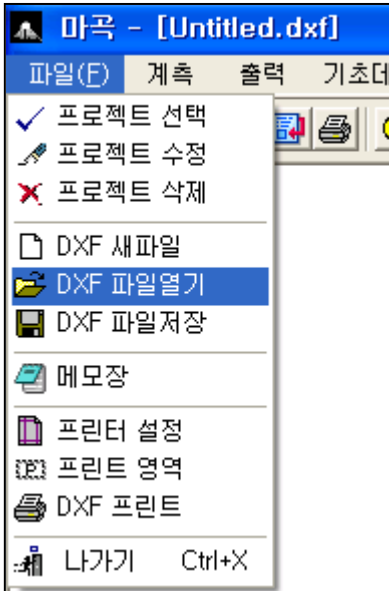 마곡 - [Untitled.dxf]
파일(F) 계측 출력 기초데
프로젝트 선택
프로젝트 수정
프로젝트 삭제
DXF 새파일
DXF 파일열기
DXF 파일저장
메모장
프린터 설정
프린트 영역
DXF 프린트
나가기 Ctrl+X